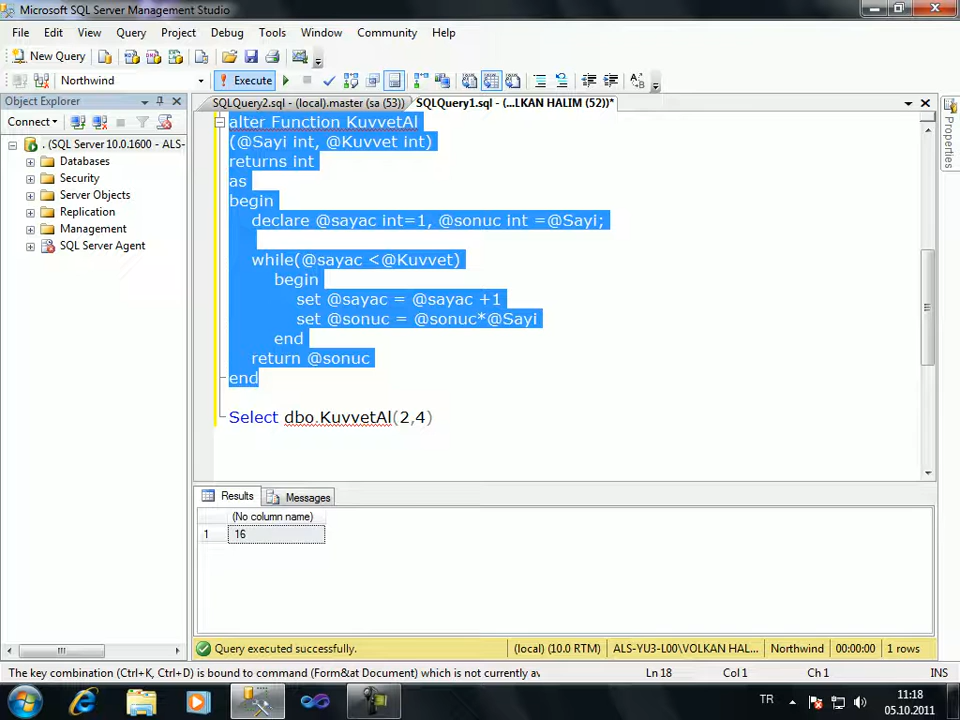 Microsoft SQL Server Management Studio
File Edit View Query Project Debug Tools Window Community Help
New Query
Northwind Execute
Object Explorer
SQLQuery2.sql - (local).master (sa (53)) SQLQuery1.sql - (...LKAN HALIM (52))*
Connect
. (SQL Server 10.0.1600 - ALS-
Databases
Security
Server Objects
Replication
Management
SQL Server Agent
Properties
alter Function KuvvetAl
(@Sayi int, @Kuvvet int)
returns int
as
begin
declare @sayac int=1, @sonuc int =@Sayi;
while(@sayac <@Kuvvet)
begin
set @sayac = @sayac +1
set @sonuc = @sonuc*@Sayi
end
return @sonuc
end
Select dbo.KuvvetAl(2,4)
Results Messages
(No column name)
1 16
Query executed successfully. (local) (10.0 RTM) ALS-YU3-L00\VOLKAN HAL... Northwind 00:00:00 1 rows
The key combination (Ctrl+K, Ctrl+D) is bound to command (Form&at Document) which is not currently av Ln 18 Col 1 Ch 1 INS
TR 11:18
05.10.2011